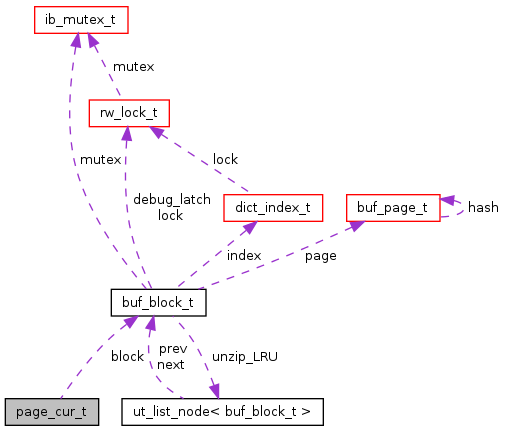 ib_mutex_t
mutex
rw_lock_t
mutex
lock
debug_latch
lock
dict_index_t
buf_page_t
hash
index
page
buf_block_t
block
prev
next
unzip_LRU
page_cur_t
ut_list_node< buf_block_t >